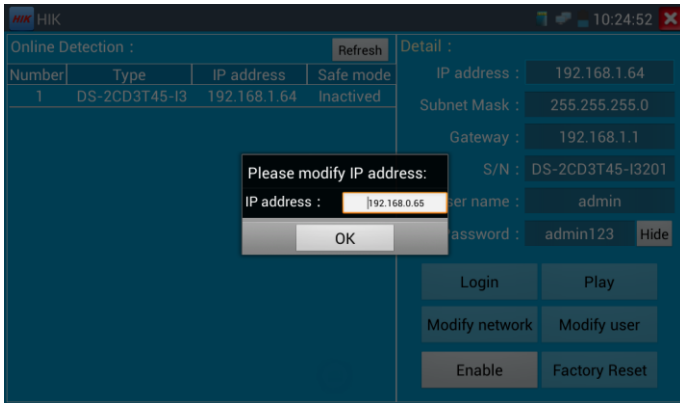 HIK HIK 10:24:52
Online Detection : Refresh
Number Type IP address Safe mode
1 DS-2CD3T45-I3 192.168.1.64 Inactived
Detail :
IP address : 192.168.1.64
Subnet Mask : 255.255.255.0
Gateway : 192.168.1.1
S/N : DS-2CD3T45-I3201
ser name : admin
assword : admin123 Hide
Please modify IP address:
IP address : 192.168.0.65
OK
Login Play
Modify network Modify user
Enable Factory Reset